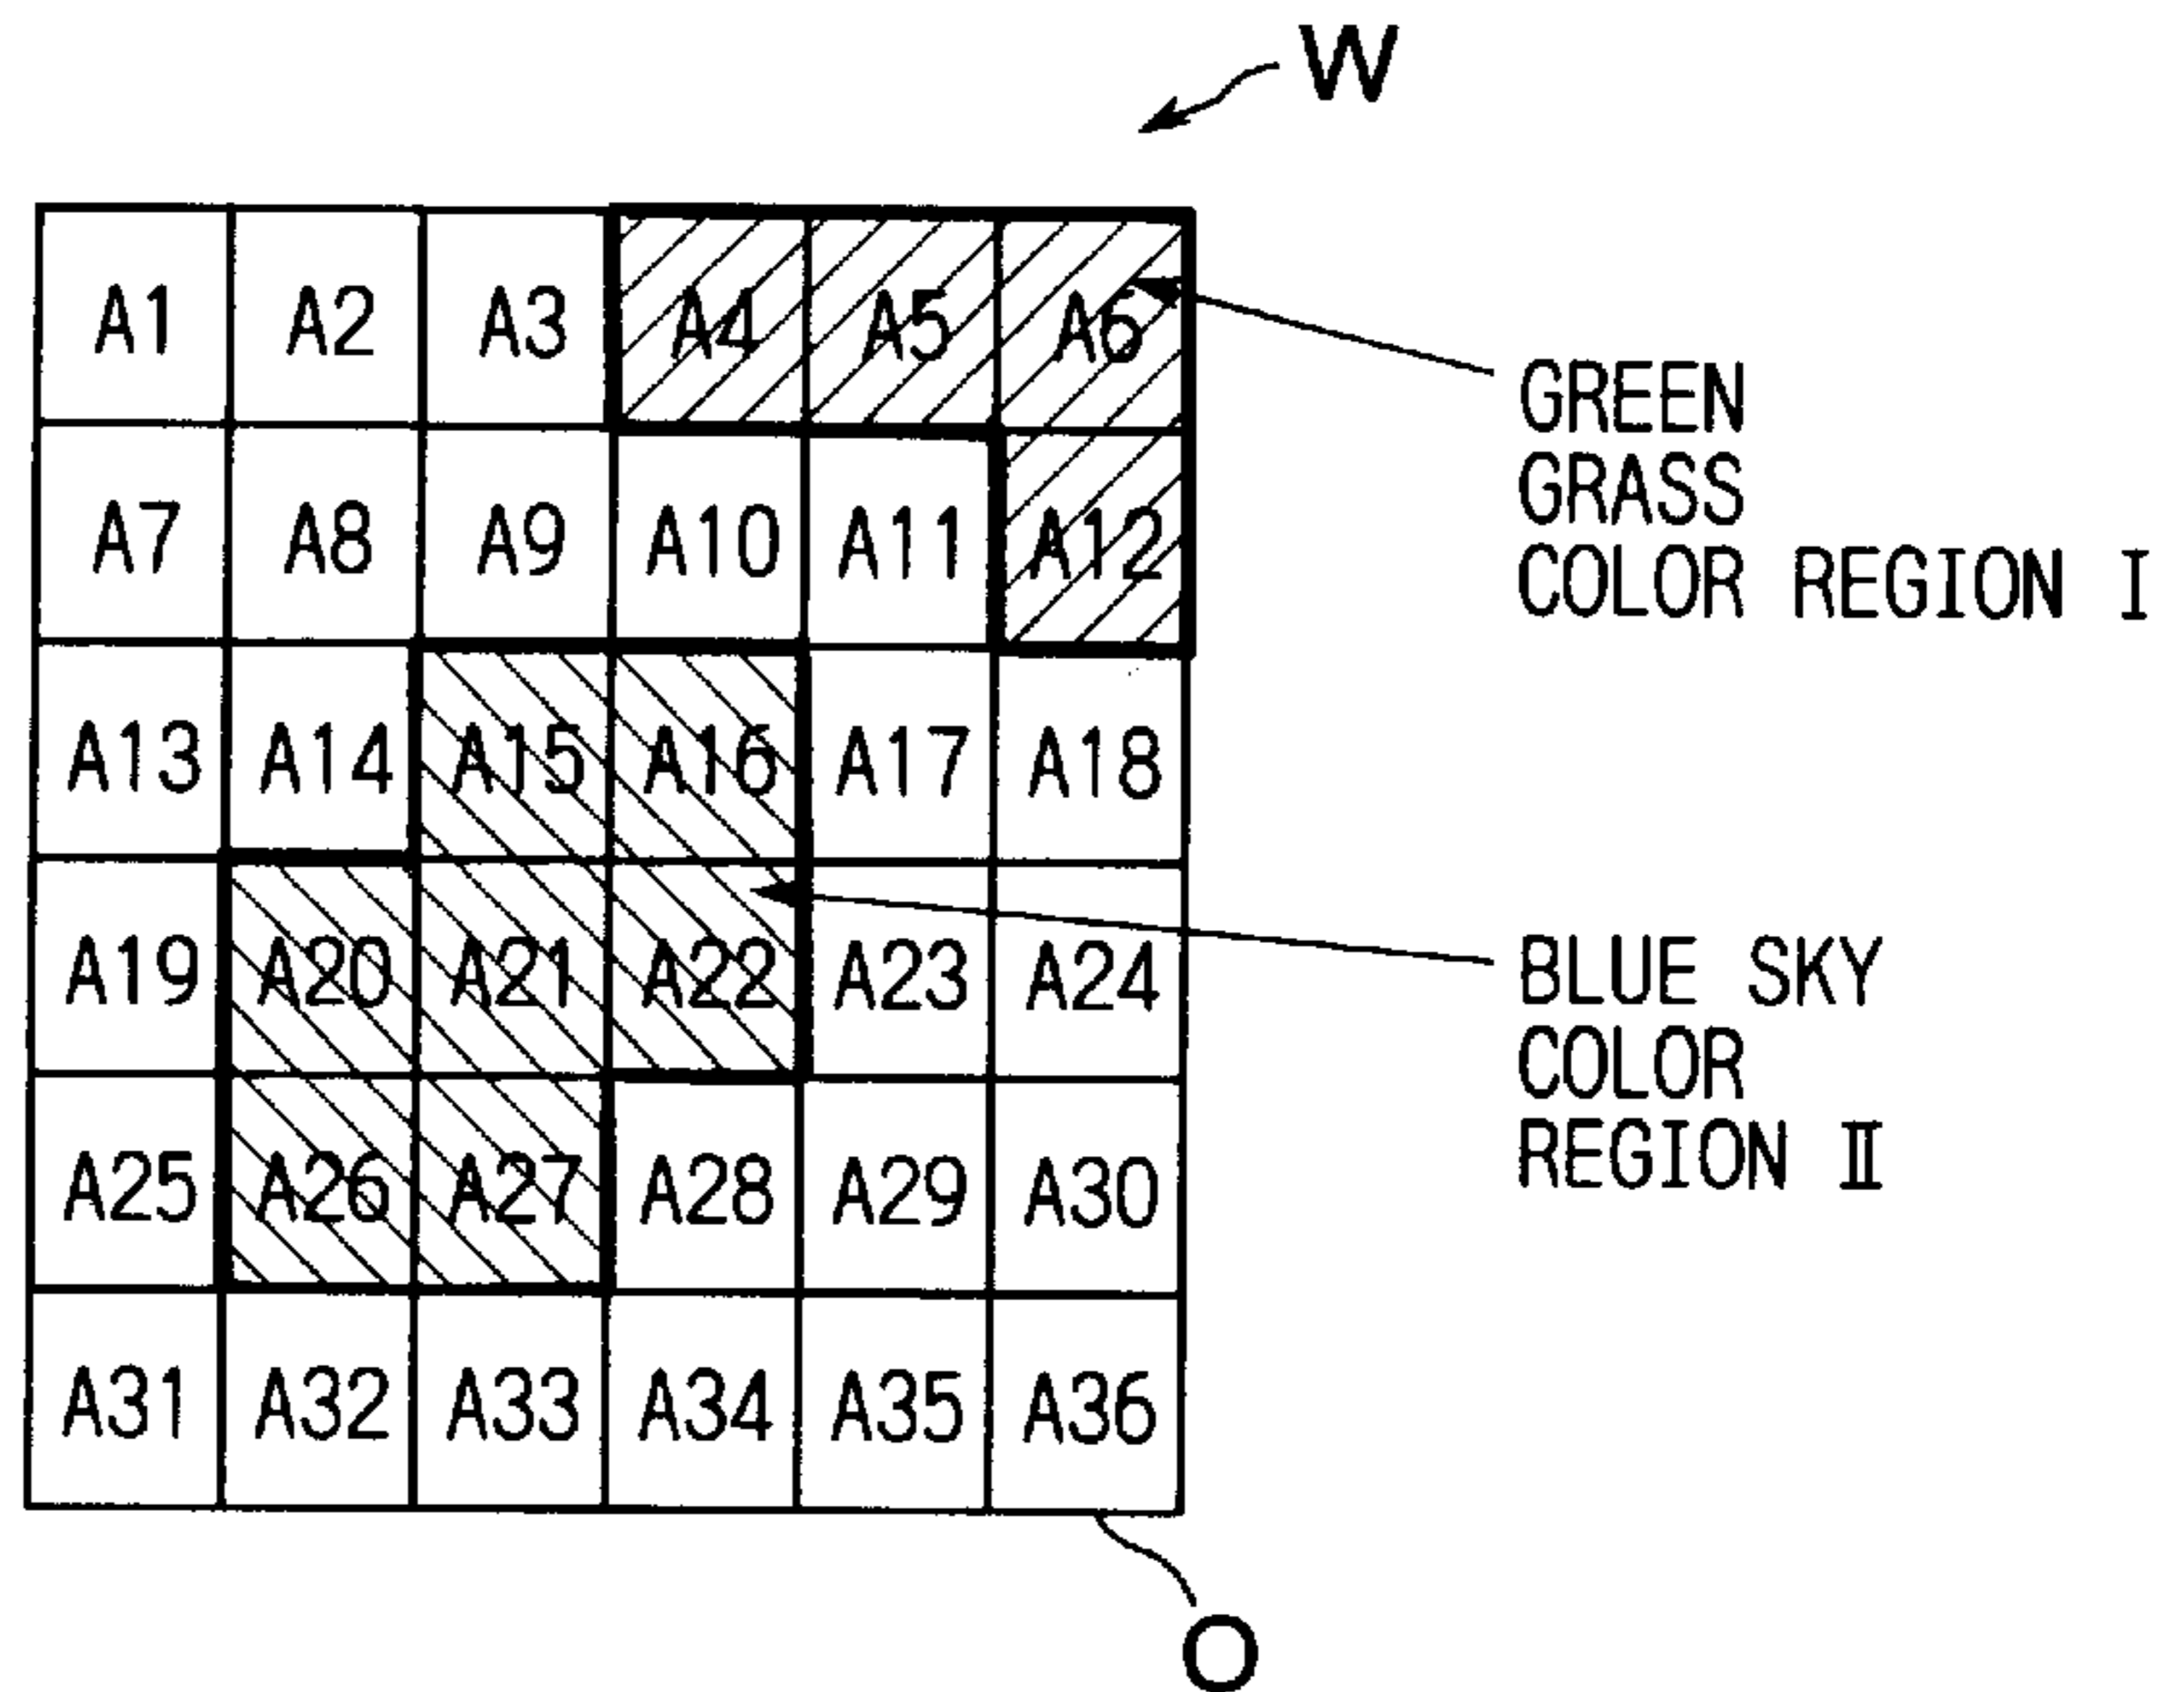 W
A1 A2 A3 A4 A5 A6
A7 A8 A9 A10 A11 A12
A13 A14 A15 A16 A17 A18
A19 A20 A21 A22 A23 A24
A25 A26 A27 A28 A29 A30
A31 A32 A33 A34 A35 A36
GREEN
GRASS
COLOR REGION I
BLUE SKY
COLOR
REGION II
O